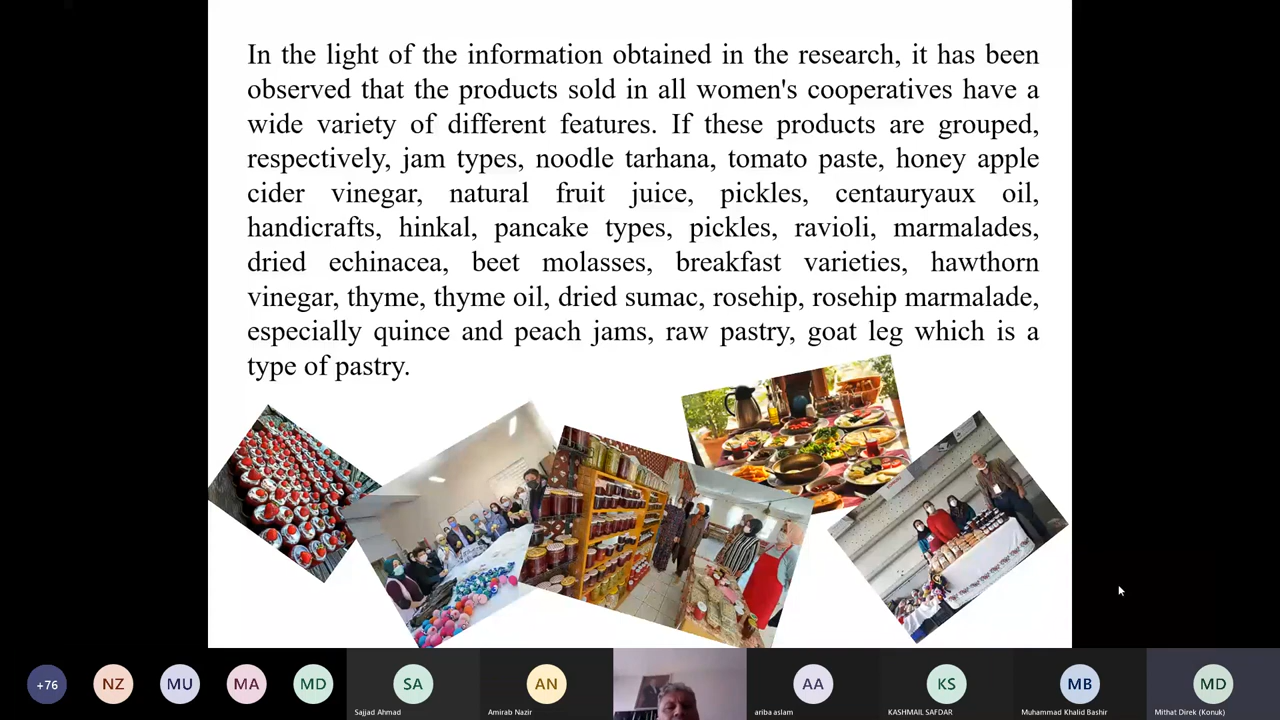 In the light of the information obtained in the research, it has been
observed that the products sold in all women's cooperatives have a
wide variety of different features. If these products are grouped,
respectively, jam types, noodle tarhana, tomato paste, honey apple
cider vinegar, natural fruit juice, pickles, centauryaux oil,
handicrafts, hinkal, pancake types, pickles, ravioli, marmalades,
dried echinacea, beet molasses, breakfast varieties, hawthorn
vinegar, thyme, thyme oil, dried sumac, rosehip, rosehip marmalade,
especially quince and peach jams, raw pastry, goat leg which is a
type of pastry.
+76 NZ MU MA MD SA AN AA KS MB MD
Sajjad Ahmad Amirab Nazir ariba aslam KASHMAIL SAFDAR Muhammad Khalid Bashir Mithat Direk (Konuk)